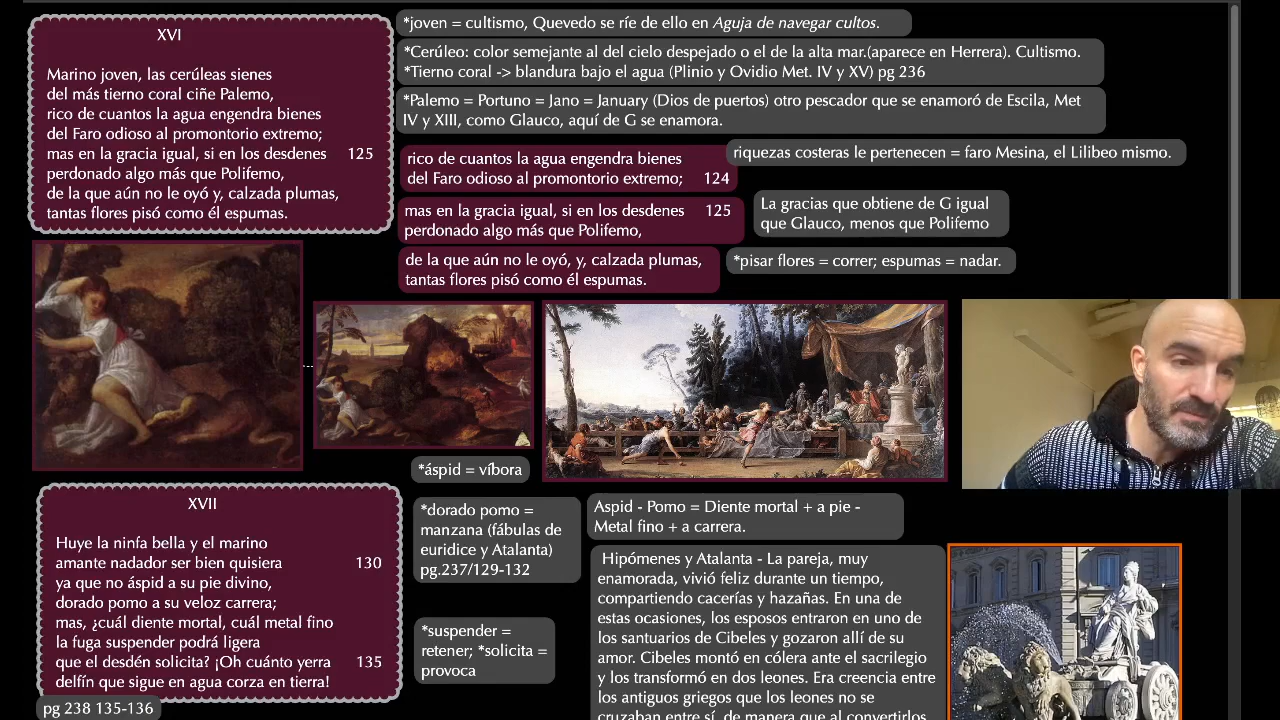 XVI
Marino joven, las cerúleas sienes
del más tierno coral ciñe Palemo,
rico de cuantos la agua engendra bienes
del Faro odioso al promontorio extremo;
mas en la gracia igual, si en los desdenes 125
perdonado algo más que Polifemo,
de la que aún no le oyó y, calzada plumas,
tantas flores pisó como él espumas.
*joven = cultismo, Quevedo se ríe de ello en Aguja de navegar cultos.
*Cerúleo: color semejante al del cielo despejado o el de la alta mar.(aparece en Herrera). Cultismo.
*Tierno coral -> blandura bajo el agua (Plinio y Ovidio Met. IV y XV) pg 236
*Palemo = Portuno = Jano = January (Dios de puertos) otro pescador que se enamoró de Escila, Met
IV y XIII, como Glauco, aquí de G se enamora.
rico de cuantos la agua engendra bienes
del Faro odioso al promontorio extremo; 124
riquezas costeras le pertenecen = faro Mesina, el Lilibeo mismo.
mas en la gracia igual, si en los desdenes 125
perdonado algo más que Polifemo,
La gracias que obtiene de G igual
que Glauco, menos que Polifemo
de la que aún no le oyó, y, calzada plumas,
tantas flores pisó como él espumas.
*pisar flores = correr; espumas = nadar.
*áspid = víbora
XVII
Huye la ninfa bella y el marino
amante nadador ser bien quisiera 130
ya que no áspid a su pie divino,
dorado pomo a su veloz carrera;
mas, ¿cuál diente mortal, cuál metal fino
la fuga suspender podrá ligera
que el desdén solicita? ¡Oh cuánto yerra 135
delfín que sigue en agua corza en tierra!
pg 238 135-136
*dorado pomo =
manzana (fábulas de
euridice y Atalanta)
pg.237/129-132
*suspender =
retener; *solicita =
provoca
Aspid - Pomo = Diente mortal + a pie -
Metal fino + a carrera.
Hipómenes y Atalanta - La pareja, muy
enamorada, vivió feliz durante un tiempo,
compartiendo cacerías y hazañas. En una de
estas ocasiones, los esposos entraron en uno de
los santuarios de Cibeles y gozaron allí de su
amor. Cibeles montó en cólera ante el sacrilegio
y los transformó en dos leones. Era creencia entre
los antiguos griegos que los leones no se
cruzaban entre sí, de manera que al convertirlos